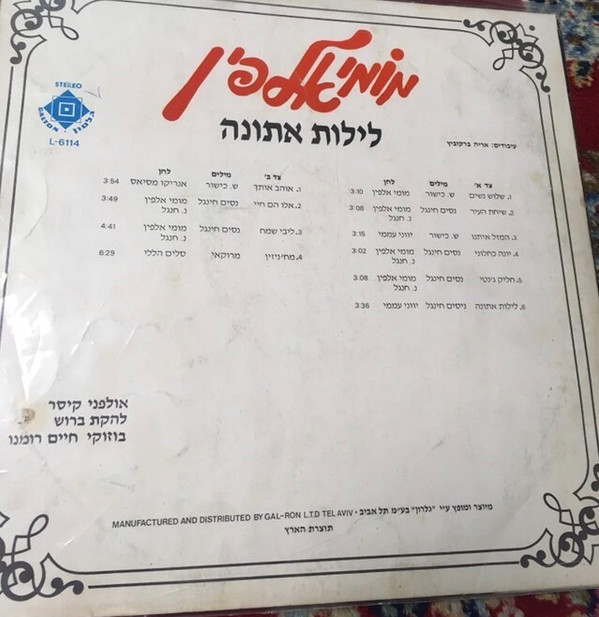 מומי אלפין
לילות אתונה
STEREO
GALTON גלטון
L-6114
עיבודים: אריה ברקוביץ
צד א׳ מילים לחן
1. שלוש נשים ש. כישור מומי אלפין 3:10
2. שיחת העיר נסים חינגל מומי אלפין 3:08
נ. חנגל
3. המזל איתנו ש. כישור יווני עממי 3:15
4. יונה כחלוני נסים חינגל מומי אלפין 3:02
נ. חנגל
5. חליק ג׳נטי נסים חינגל מומי אלפין 3:08
נ. חנגל
6. לילות אתונה ניסים חינגל יווני עממי 3:36
צד ב׳ מילים לחן
1. אוהב אותך ש. כישור אנריקו מסיאס 3:54
2. אלו הם חיי נסים חינגל מומי אלפין 3:49
נ. חנגל
3. ליבי שמח נסים חינגל מומי אלפין 4:41
נ. חנגל
4. מחי׳ניזין מרוקאי סלים הללי 6:29
אולפני קיסר
להקת ברוש
בוזוקי חיים רומנו
מיוצר ומופץ ע״י ״גלרון״ בע״מ תל אביב • MANUFACTURED AND DISTRIBUTED BY GAL-RON L.T.D TEL AVIV
תוצרת הארץ